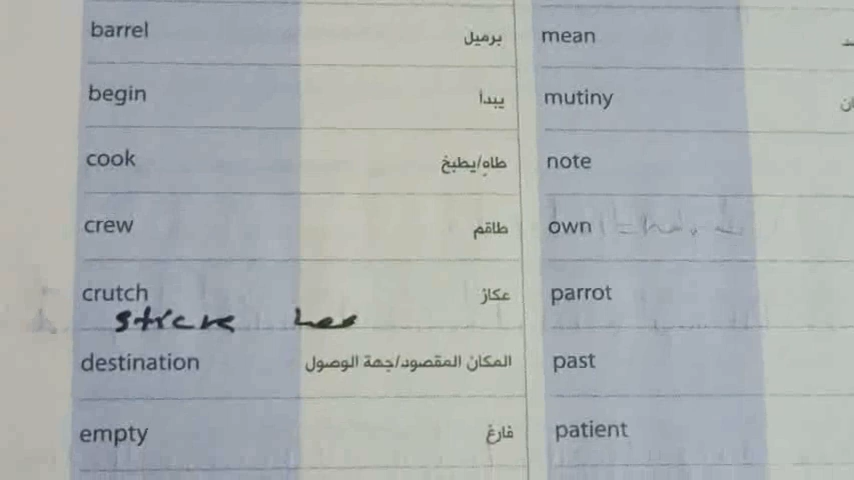 barrel برميل
begin يبدأ
cook طاهٍ/يطبخ
crew طاقم
crutch عكاز
destination المكان المقصود/جهة الوصول
empty فارغ
mean
mutiny
note
own
parrot
past
patient